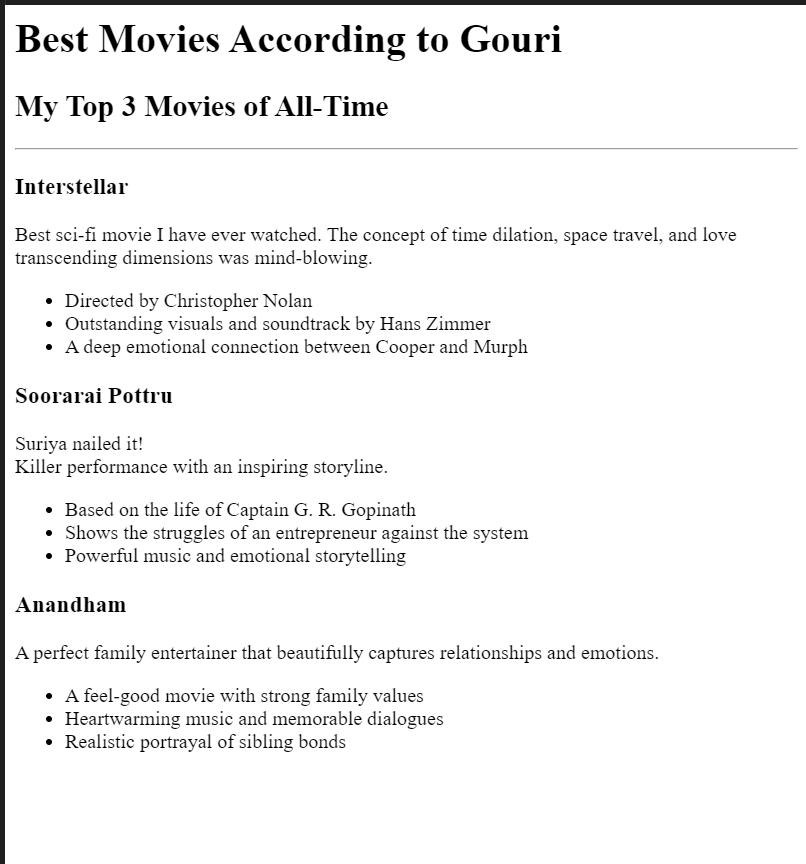 Best Movies According to Gouri
My Top 3 Movies of All-Time
Interstellar
Best sci-fi movie I have ever watched. The concept of time dilation, space travel, and love
transcending dimensions was mind-blowing.
• Directed by Christopher Nolan
• Outstanding visuals and soundtrack by Hans Zimmer
• A deep emotional connection between Cooper and Murph
Soorarai Pottru
Suriya nailed it!
Killer performance with an inspiring storyline.
• Based on the life of Captain G. R. Gopinath
• Shows the struggles of an entrepreneur against the system
• Powerful music and emotional storytelling
Anandham
A perfect family entertainer that beautifully captures relationships and emotions.
• A feel-good movie with strong family values
• Heartwarming music and memorable dialogues
• Realistic portrayal of sibling bonds